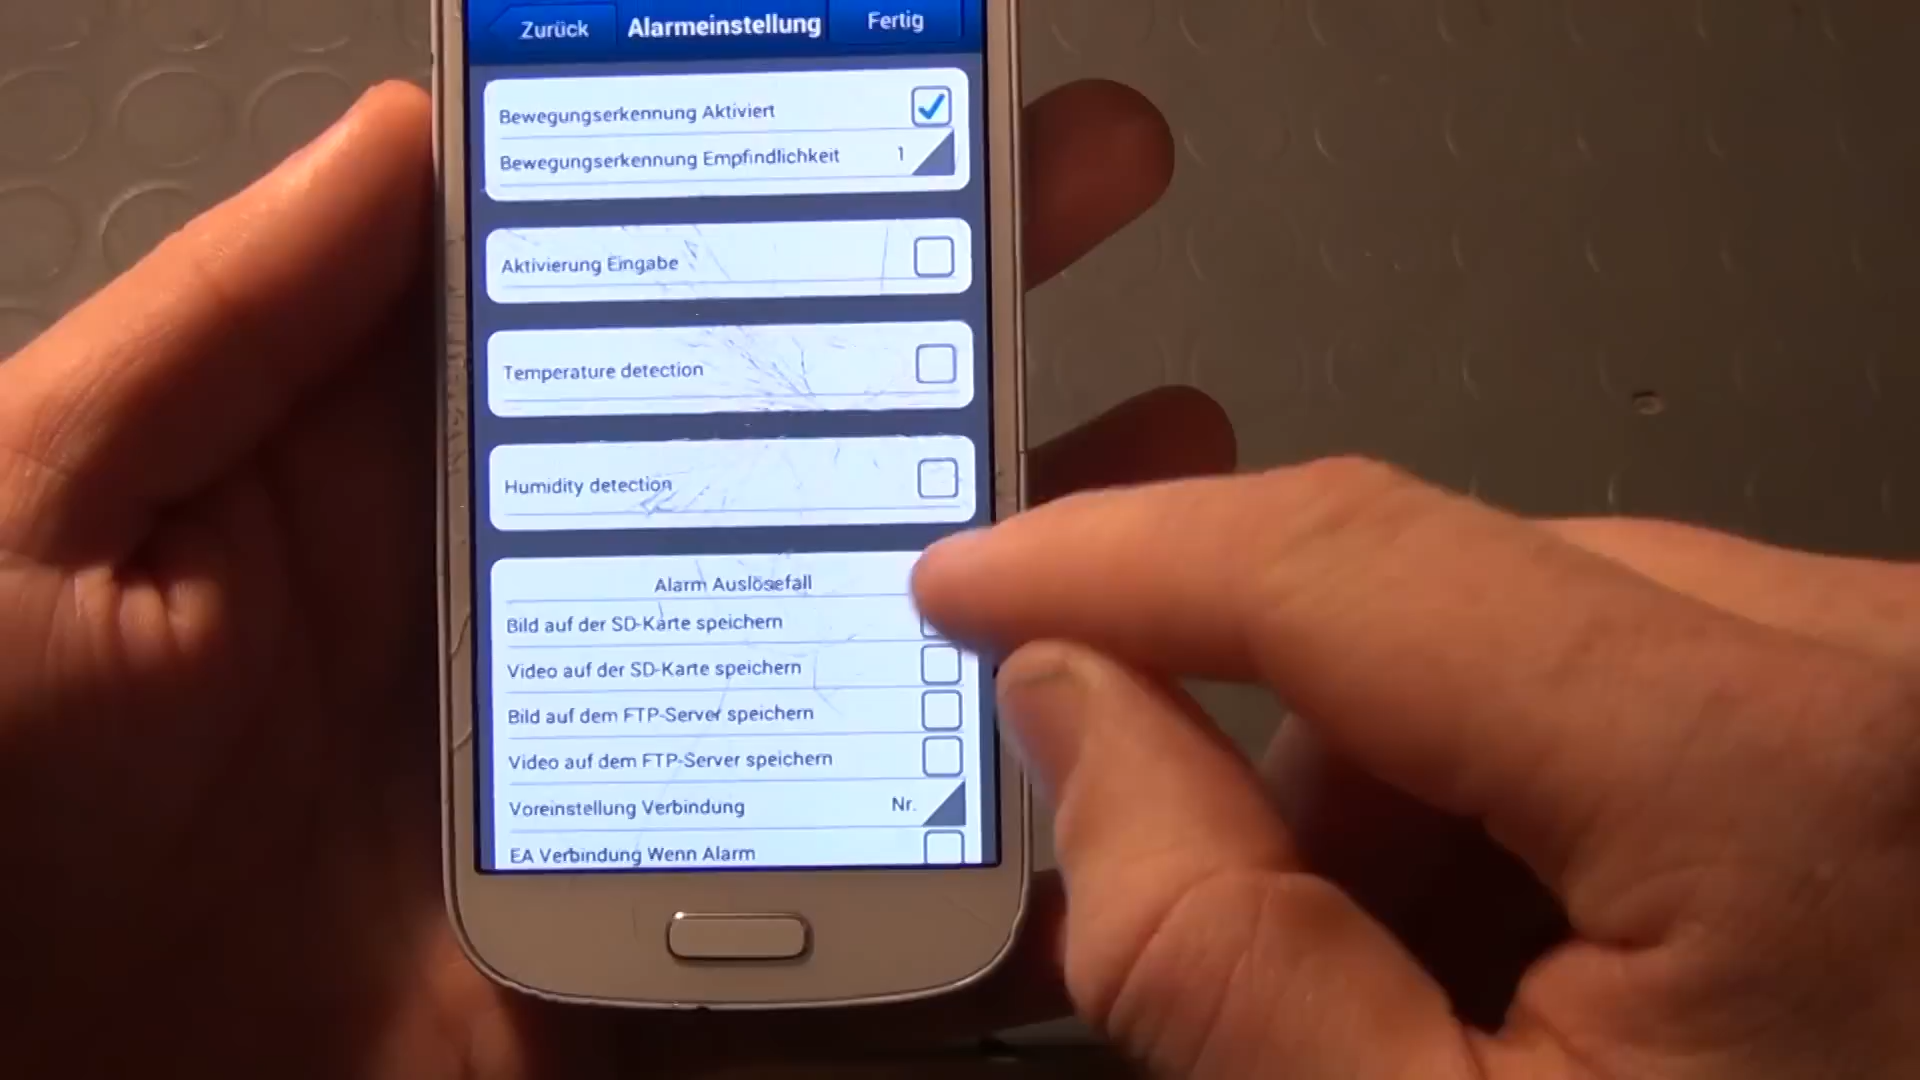 Zurück Alarmeinstellung Fertig
Bewegungserkennung Aktiviert
Bewegungserkennung Empfindlichkeit 1
Aktivierung Eingabe
Temperature detection
Humidity detection
Alarm Auslösefall
Bild auf der SD-Karte speichern
Video auf der SD-Karte speichern
Bild auf dem FTP-Server speichern
Video auf dem FTP-Server speichern
Voreinstellung Verbindung Nr.
EA Verbindung Wenn Alarm